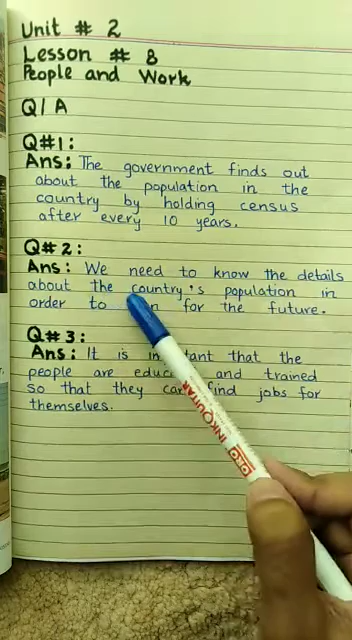 Unit # 2
Lesson # 8
People and Work
Q/A
Q#1:
Ans: The government finds out
about the population in the
country by holding census
after every 10 years.
Q#2:
Ans: We need to know the details
about the country's population in
order to for the future.
Q#3:
Ans: It is that the
people are and trained
so that they can find jobs for
themselves.
ORO INKQUITAR